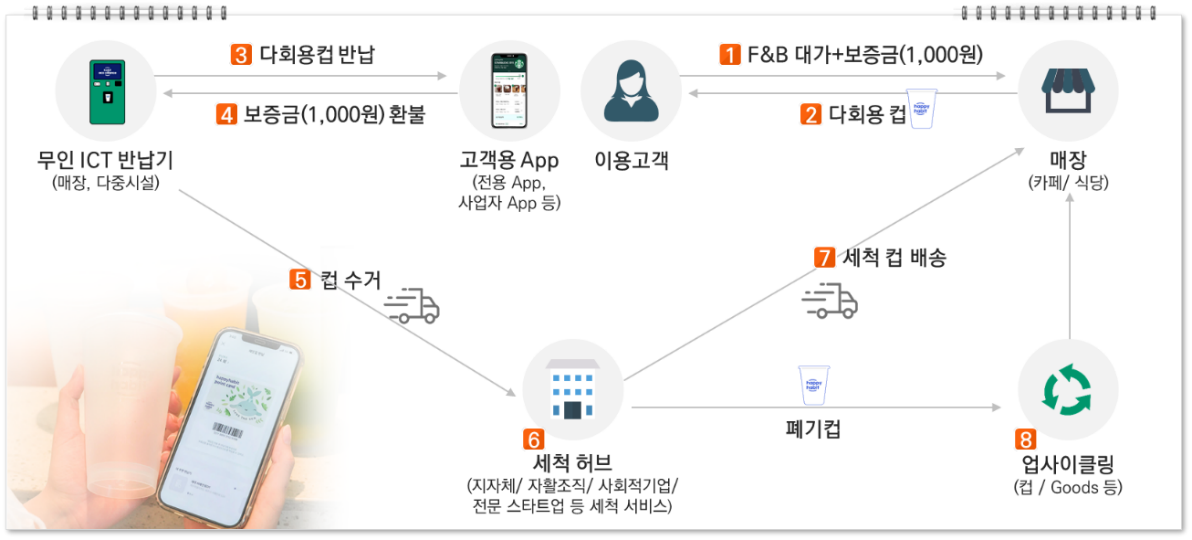 3 다회용컵 반납
1 F&B 대가+보증금(1,000원)
4 보증금(1,000원) 환불
2 다회용 컵
happy habit
무인 ICT 반납기
(매장, 다중시설)
고객용 App
(전용 App,
사업자 App 등)
이용고객
매장
(카페/ 식당)
5 컵 수거
7 세척 컵 배송
happy habit
폐기컵
6
세척 허브
(지자체/ 자활조직/ 사회적기업/
전문 스타트업 등 세척 서비스)
8
업사이클링
(컵 / Goods 등)
happyhabit